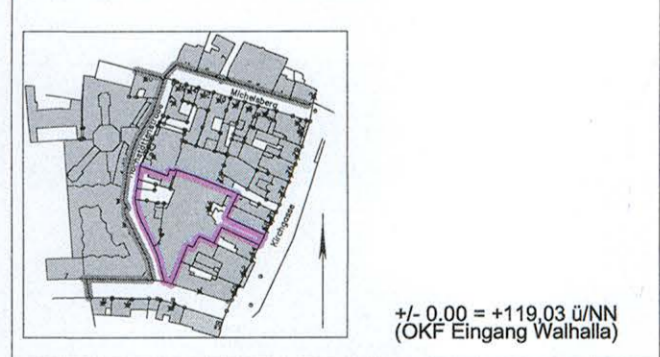 Michelsberg
Kirchgasse
+/- 0.00 = +119,03 ü/NN
(OKF Eingang Walhalla)